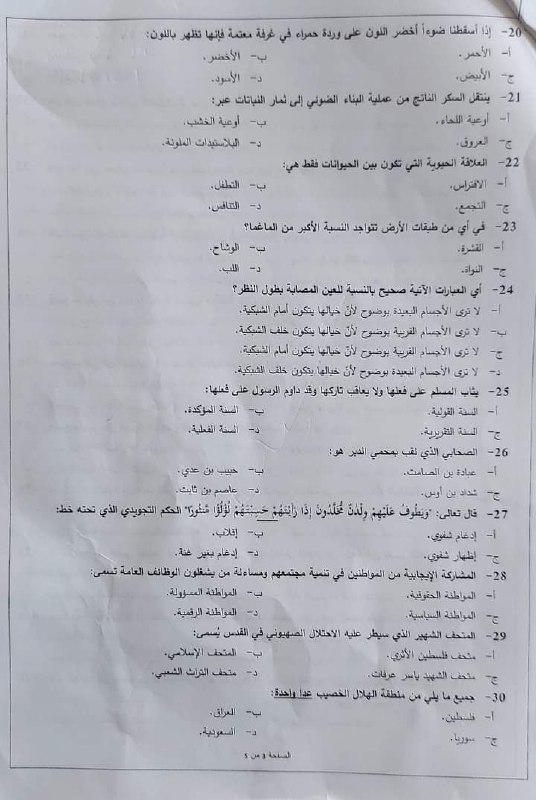 20- إذا أسقطنا ضوءاً أخضر اللون على وردة حمراء في غرفة معتمة فإنها تظهر باللون:
أ- الأحمر. ب- الأخضر.
ج- الأبيض. د- الأسود.
21- ينتقل السكر الناتج من عملية البناء الضوئي إلى ثمار النباتات عبر:
أ- أوعية اللحاء. ب- أوعية الخشب.
ج- العروق. د- البلاستيدات الملونة.
22- العلاقة الحيوية التي تكون بين الحيوانات فقط هي:
أ- الافتراس. ب- التطفل.
ج- التجمع. د- التنافس.
23- في أي من طبقات الأرض تتواجد النسبة الأكبر من الماغما؟
أ- القشرة. ب- الوشاح.
ج- النواة. د- اللب.
24- أي العبارات الآتية صحيح بالنسبة للعين المصابة بطول النظر؟
أ- لا ترى الأجسام البعيدة بوضوح لأنّ خيالها يتكون أمام الشبكية.
ب- لا ترى الأجسام القريبة بوضوح لأنّ خيالها يتكون خلف الشبكية.
ج- لا ترى الأجسام القريبة بوضوح لأنّ خيالها يتكون أمام الشبكية.
د- لا ترى الأجسام البعيدة بوضوح لأنّ خيالها يتكون خلف الشبكية.
25- يثاب المسلم على فعلها ولا يعاقب تاركها وقد داوم الرسول على فعلها:
أ- السنة القولية. ب- السنة المؤكدة.
ج- السنة التقريرية. د- السنة الفعلية.
26- الصحابي الذي لقب بمحمي الدبر هو:
أ- عبادة بن الصامت. ب- حبيب بن عدي.
ج- شداد بن أوس. د- عاصم بن ثابت.
27- قال تعالى: "وَيَطُوفُ عَلَيْهِمْ وِلْدَنٌ مُّخَلَّدُونَ إِذَا رَأَيْتَهُمْ حَسِبْتَهُمْ لُؤْلُؤًا مَّنثُورًا" الحكم التجويدي الذي تحته خط:
أ- إدغام شفوي. ب- إقلاب.
ج- إظهار شفوي. د- إدغام بغير غنة.
28- المشاركة الإيجابية من المواطنين في تنمية مجتمعهم ومساءلة من يشغلون الوظائف العامة تسمى:
أ- المواطنة الحقوقية. ب- المواطنة المسؤولة.
ج- المواطنة السياسية. د- المواطنة الرقمية.
29- المتحف الشهير الذي سيطر عليه الاحتلال الصهيوني في القدس يُسمى:
أ- متحف فلسطين الأثري. ب- المتحف الإسلامي.
ج- متحف الشهيد ياسر عرفات. د- متحف التراث الشعبي.
30- جميع ما يلي من منطقة الهلال الخصيب عدا واحدة:
أ- فلسطين. ب- العراق.
ج- سوريا. د- السعودية.
الصفحة 3 من 5